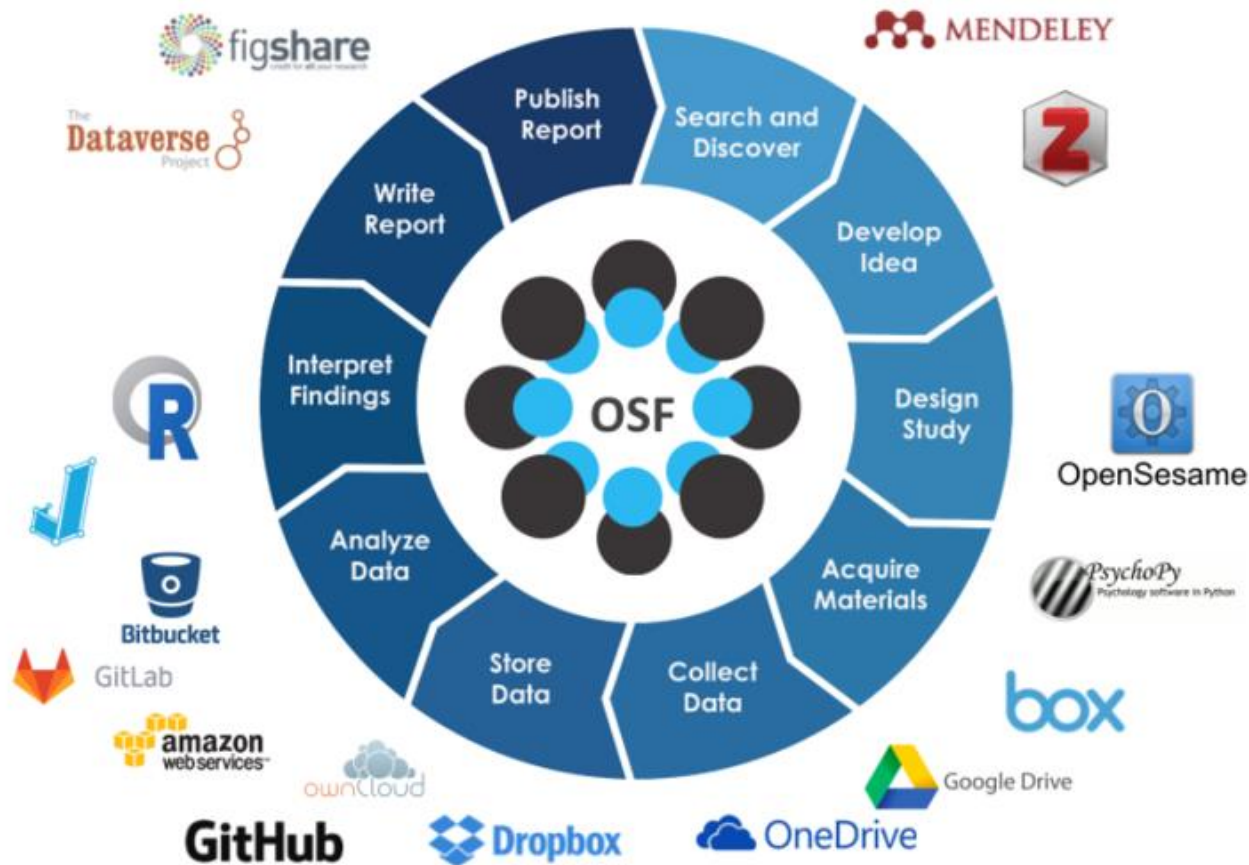 figshare
credit for all your research
MENDELEY
The
Dataverse
Project
Z
Publish
Report
Search and
Discover
Write
Report
Develop
Idea
Interpret
Findings
OSF
Design
Study
R
O
OpenSesame
Analyze
Data
Acquire
Materials
PsychoPy
Psychology software in Python
Bitbucket
GitLab
Store
Data
Collect
Data
box
amazon
webservices™
ownCloud
Google Drive
GitHub
Dropbox
OneDrive